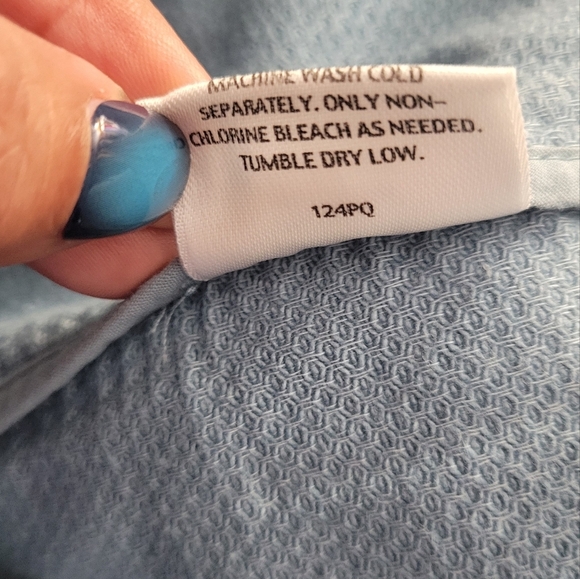 MACHINE WASH COLD
SEPARATELY. ONLY NON-
CHLORINE BLEACH AS NEEDED.
TUMBLE DRY LOW.
124PQ